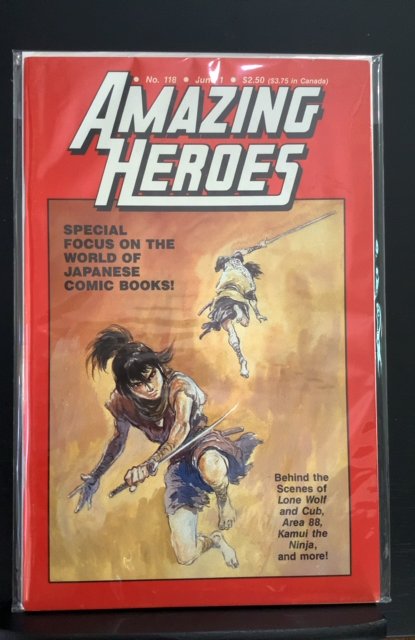 • No. 118 • June 1 • $2.50 ($3.75 in Canada)
AMAZING
HEROES
SPECIAL
FOCUS ON THE
WORLD OF
JAPANESE
COMIC BOOKS!
Behind the
Scenes of
Lone Wolf
and Cub,
Area 88,
Kamui the
Ninja,
and more!